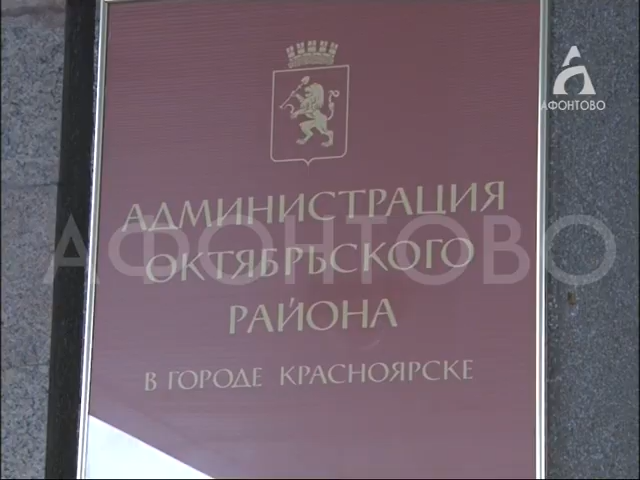 АФОНТОВО
АДМИНИСТРАЦИЯ
АФОНТОВО
ОКТЯБРЬСКОГО
РАЙОНА
В ГОРОДЕ КРАСНОЯРСКЕ